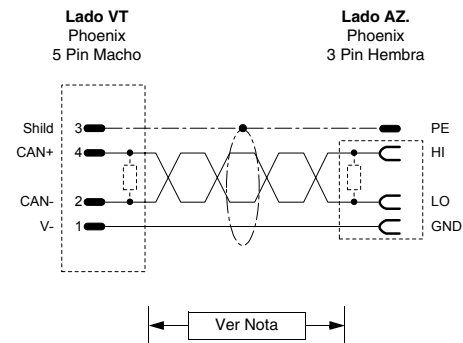 Lado VT
Phoenix
5 Pin Macho
Lado AZ.
Phoenix
3 Pin Hembra
Shild 3 PE
CAN+ 4 HI
CAN- 2 LO
V- 1 GND
Ver Nota